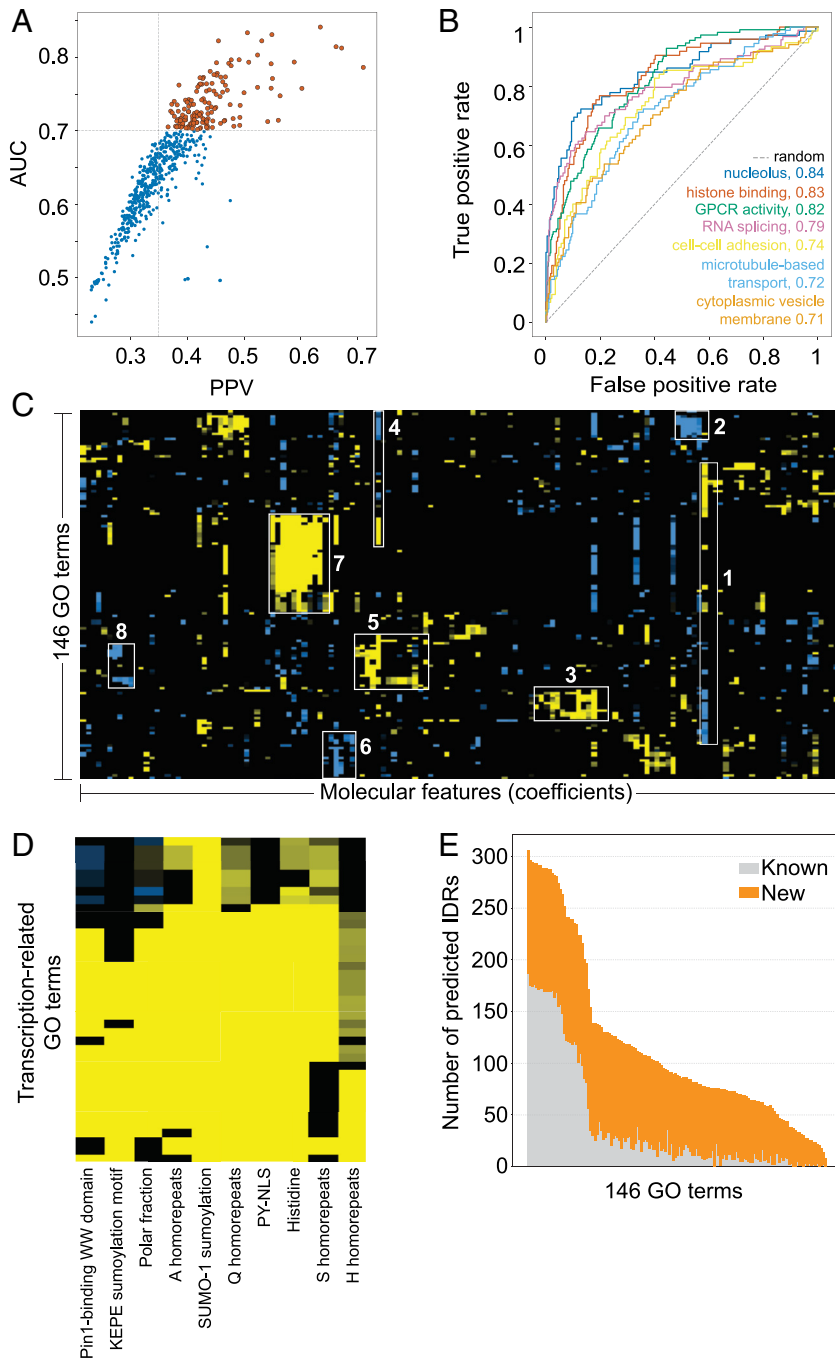 A
AUC
0.8
0.7
0.6
0.5
0.3
0.4
0.5
0.6
0.7
PPV
B
True positive rate
1
0.8
0.6
0.4
0.2
0
random
nucleolus, 0.84
histone binding, 0.83
GPCR activity, 0.82
RNA splicing, 0.79
cell-cell adhesion, 0.74
microtubule-based
transport, 0.72
cytoplasmic vesicle
membrane 0.71
0
0.2
0.4
0.6
0.8
1
False positive rate
C
146 GO terms
4
2
7
1
5
8
3
6
Molecular features (coefficients)
D
Transcription-related
GO terms
Pin1-binding WW domain
KEPE sumoylation motif
Polar fraction
A homorepeats
SUMO-1 sumoylation
Q homorepeats
PY-NLS
Histidine
S homorepeats
H homorepeats
E
Number of predicted IDRs
300
250
200
150
100
50
0
Known
New
146 GO terms